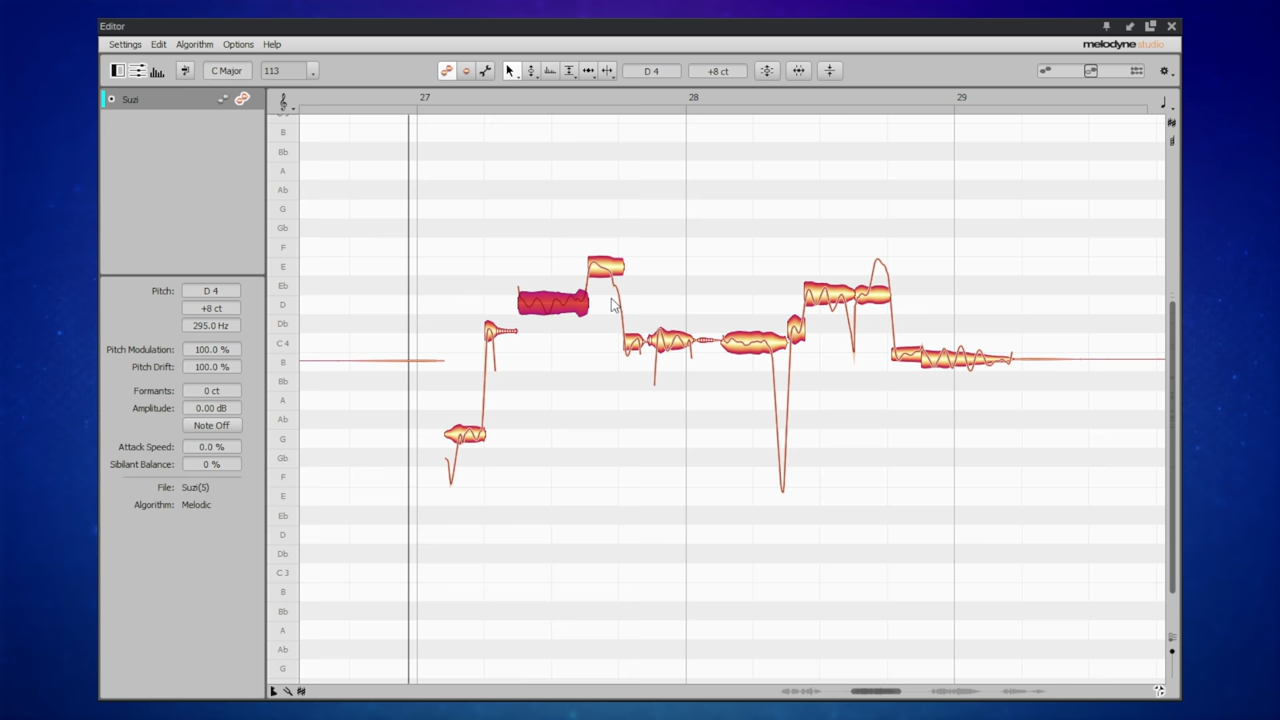 Editor
Settings Edit Algorithm Options Help melodyne studio
C Major 113 D 4 +8 ct
Suzi
27 28 29
B
Bb
A
Ab
G
Gb
F
E
Eb
D
Db
C 4
B
Bb
A
Ab
G
Gb
F
E
Eb
D
Db
C 3
B
Bb
A
Ab
G
Pitch: D 4
+8 ct
295.0 Hz
Pitch Modulation: 100.0 %
Pitch Drift: 100.0 %
Formants: 0 ct
Amplitude: 0.00 dB
Note Off
Attack Speed: 0.0 %
Sibilant Balance: 0 %
File: Suzi(5)
Algorithm: Melodic